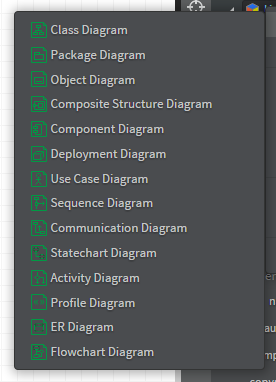 Class Diagram
Package Diagram
Object Diagram
Composite Structure Diagram
Component Diagram
Deployment Diagram
Use Case Diagram
Sequence Diagram
Communication Diagram
Statechart Diagram
Activity Diagram
Profile Diagram
ER Diagram
Flowchart Diagram